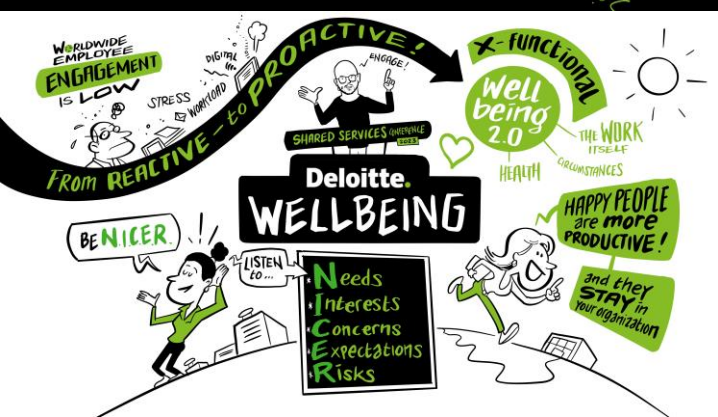 WORLDWIDE
EMPLOYEE
ENGAGEMENT
IS LOW
STRESS
DIGITAL
WORKLOAD
From REACTIVE - to PROACTIVE!
ENGAGE!
SHARED SERVICES CONFERENCE
2023
Deloitte.
WELLBEING
X-FUNCTIONAL
Well
being
2.0
THE WORK
ITSELF
CIRCUMSTANCES
HEALTH
BE N.I.C.E.R.
LISTEN
to...
Needs
Interests
Concerns
Expectations
Risks
HAPPY PEOPLE
are more
PRODUCTIVE!
and they
STAY in
your organization